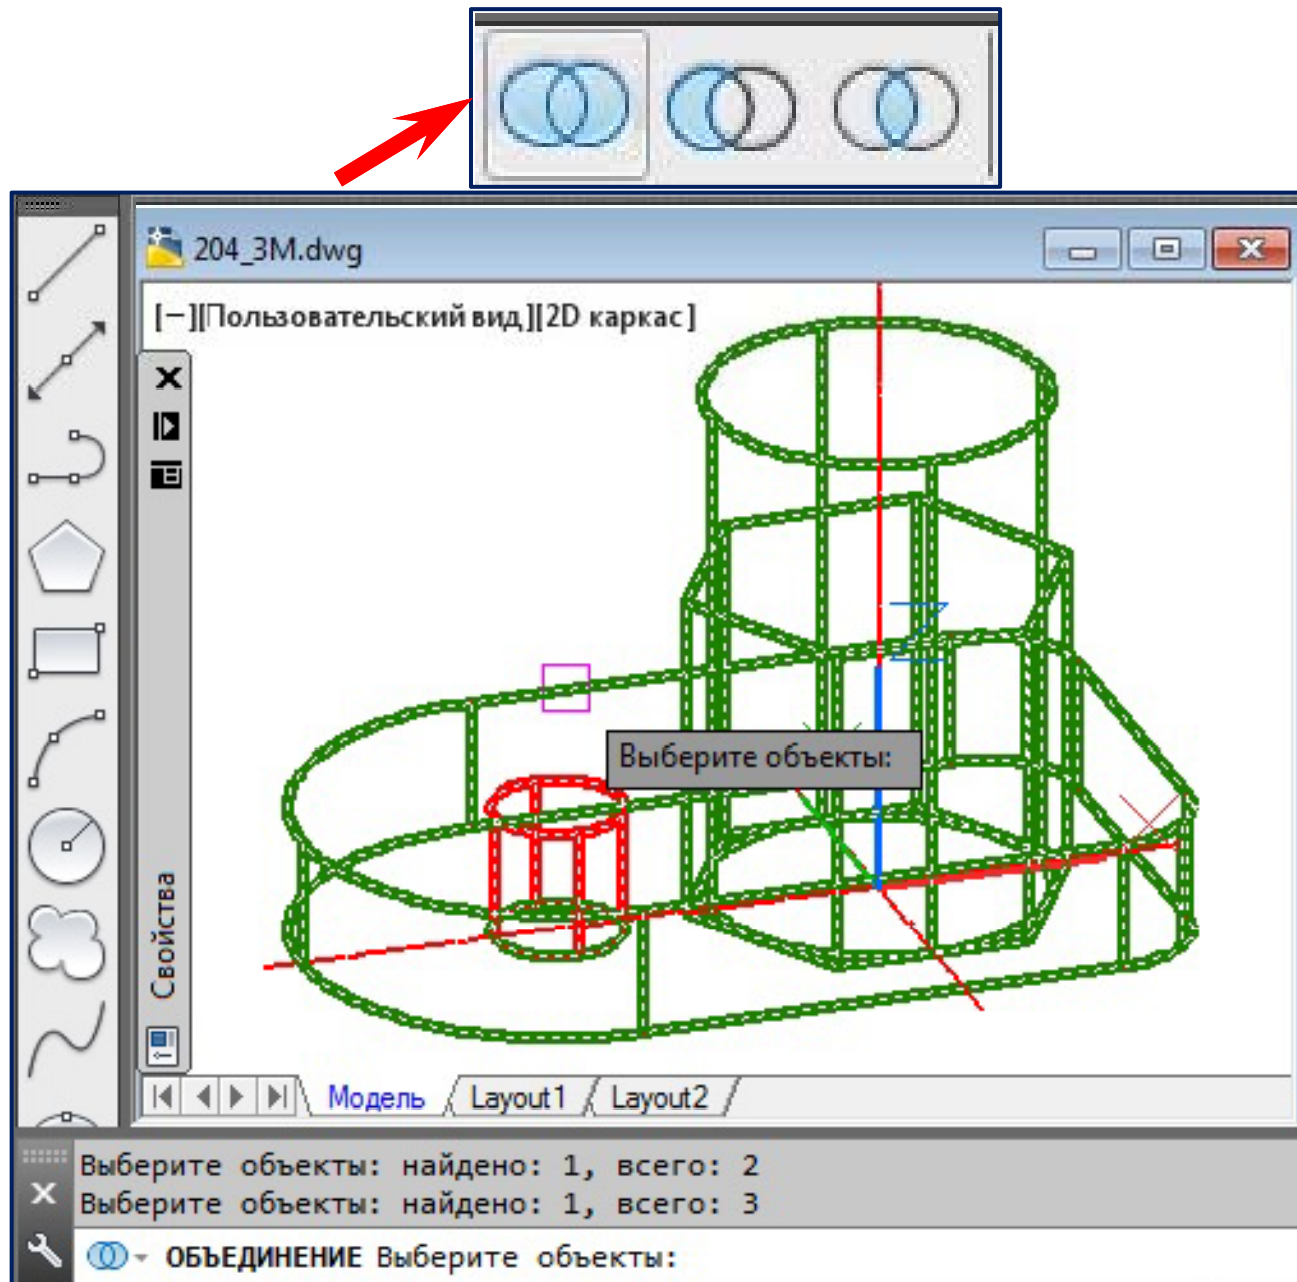 204_3М.dwg
[−][Пользовательский вид][2D каркас]
Выберите объекты:
Свойства
Модель
Layout1
Layout2
Выберите объекты: найдено: 1, всего: 2
Выберите объекты: найдено: 1, всего: 3
ОБЪЕДИНЕНИЕ Выберите объекты: